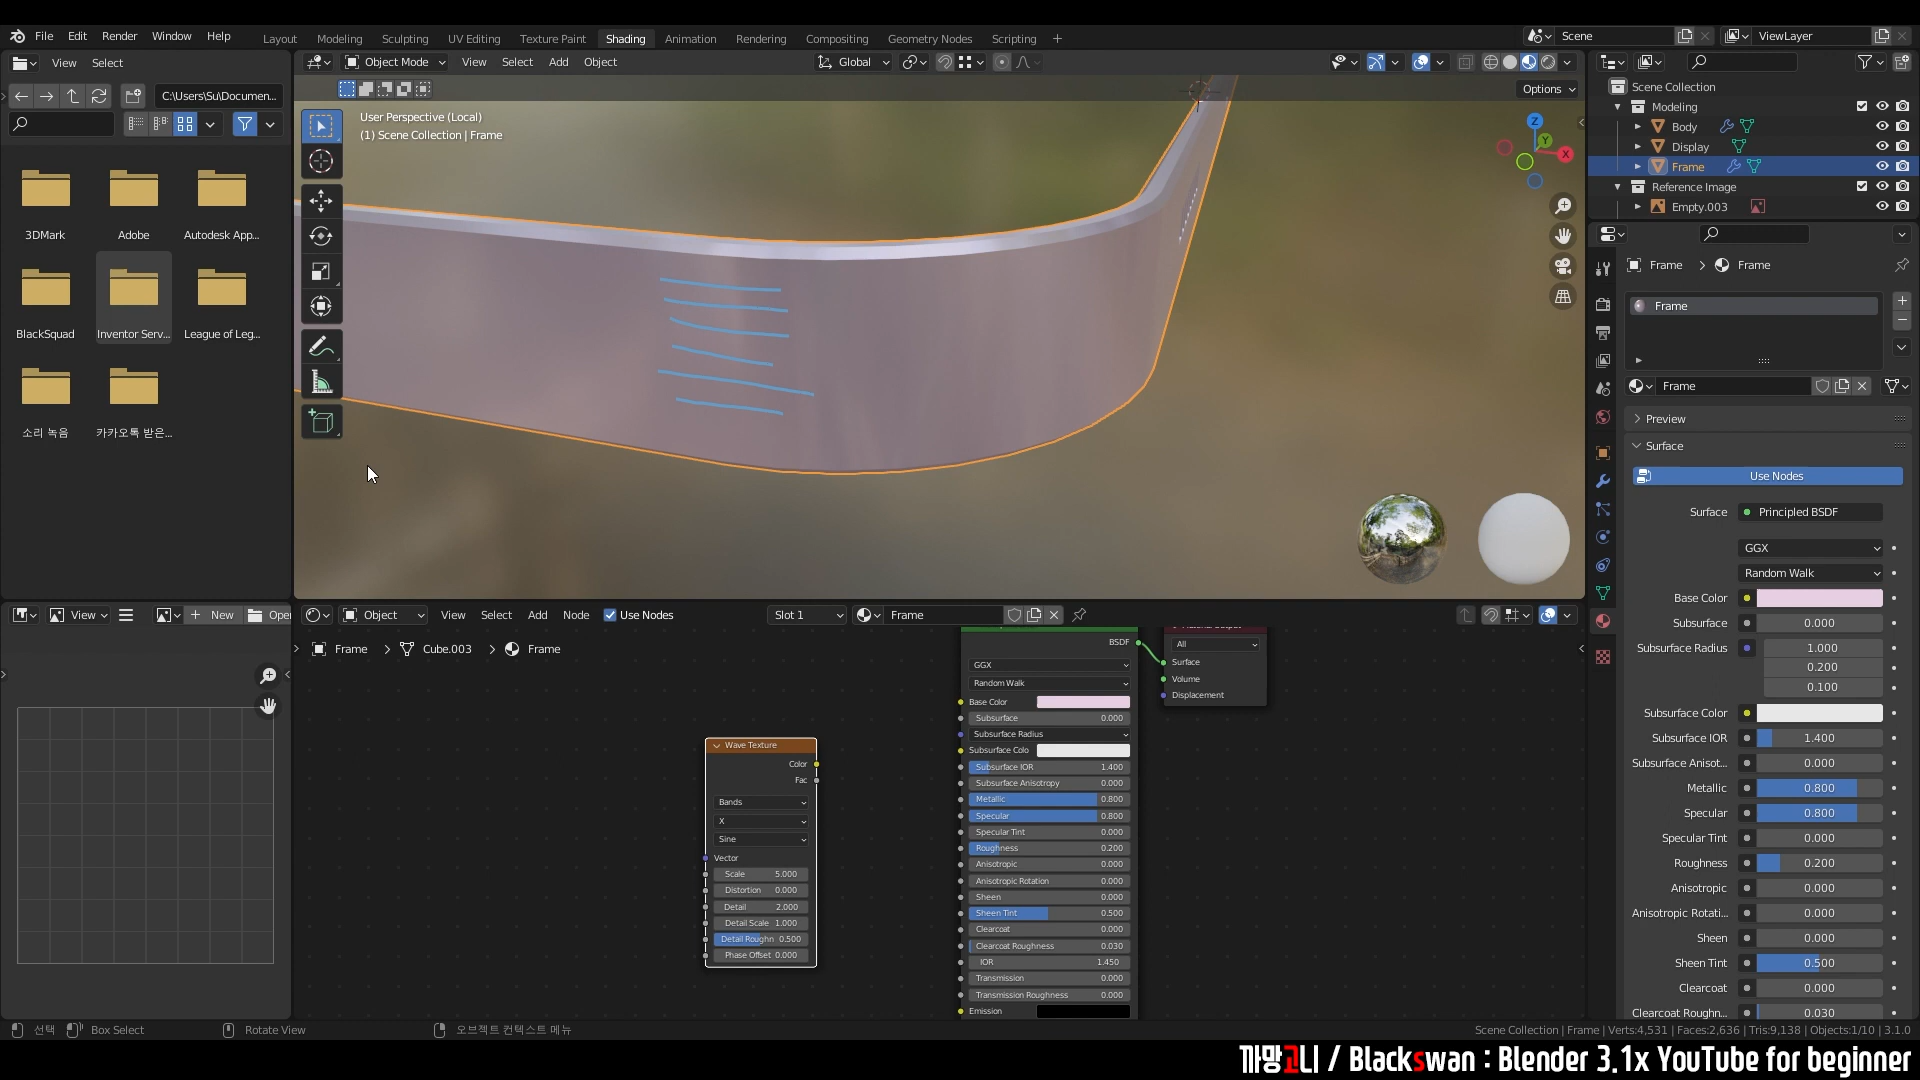 File Edit Render Window Help
Layout Modeling Sculpting UV Editing Texture Paint Shading Animation Rendering Compositing Geometry Nodes Scripting +
Scene
ViewLayer
View Select
Object Mode View Select Add Object
Global
C:\Users\Su\Documen...
Options
User Perspective (Local)
(1) Scene Collection | Frame
Z
Y
X
3DMark
Adobe
Autodesk App...
BlackSquad
Inventor Serv...
League of Leg...
소리 녹음
카카오톡 받은...
Scene Collection
Modeling
Body
Display
Frame
Reference Image
Empty.003
Frame > Frame
Frame
Frame
Preview
Surface
Use Nodes
Surface Principled BSDF
GGX
Random Walk
Base Color
Subsurface 0.000
Subsurface Radius 1.000
0.200
0.100
Subsurface Color
Subsurface IOR 1.400
Subsurface Anisot... 0.000
Metallic 0.800
Specular 0.800
Specular Tint 0.000
Roughness 0.200
Anisotropic 0.000
Anisotropic Rotati... 0.000
Sheen 0.000
Sheen Tint 0.500
Clearcoat 0.000
Clearcoat Roughn... 0.030
View
New
Oper
Object View Select Add Node Use Nodes Slot 1 Frame
Frame > Cube.003 > Frame
Wave Texture
Color
Fac
Bands
X
Sine
Vector
Scale 5.000
Distortion 0.000
Detail 2.000
Detail Scale 1.000
Detail Roughn 0.500
Phase Offset 0.000
BSDF
GGX
Random Walk
Base Color
Subsurface 0.000
Subsurface Radius
Subsurface Colo
Subsurface IOR 1.400
Subsurface Anisotropy 0.000
Metallic 0.800
Specular 0.800
Specular Tint 0.000
Roughness 0.200
Anisotropic 0.000
Anisotropic Rotation 0.000
Sheen 0.000
Sheen Tint 0.500
Clearcoat 0.000
Clearcoat Roughness 0.030
IOR 1.450
Transmission 0.000
Transmission Roughness 0.000
Emission
All
Surface
Volume
Displacement
선택 Box Select Rotate View 오브젝트 컨텍스트 메뉴
Scene Collection | Frame | Verts:4,531 | Faces:2,636 | Tris:9,138 | Objects:1/10 | 3.1.0
까망고니 / Blackswan : Blender 3.1x YouTube for beginner